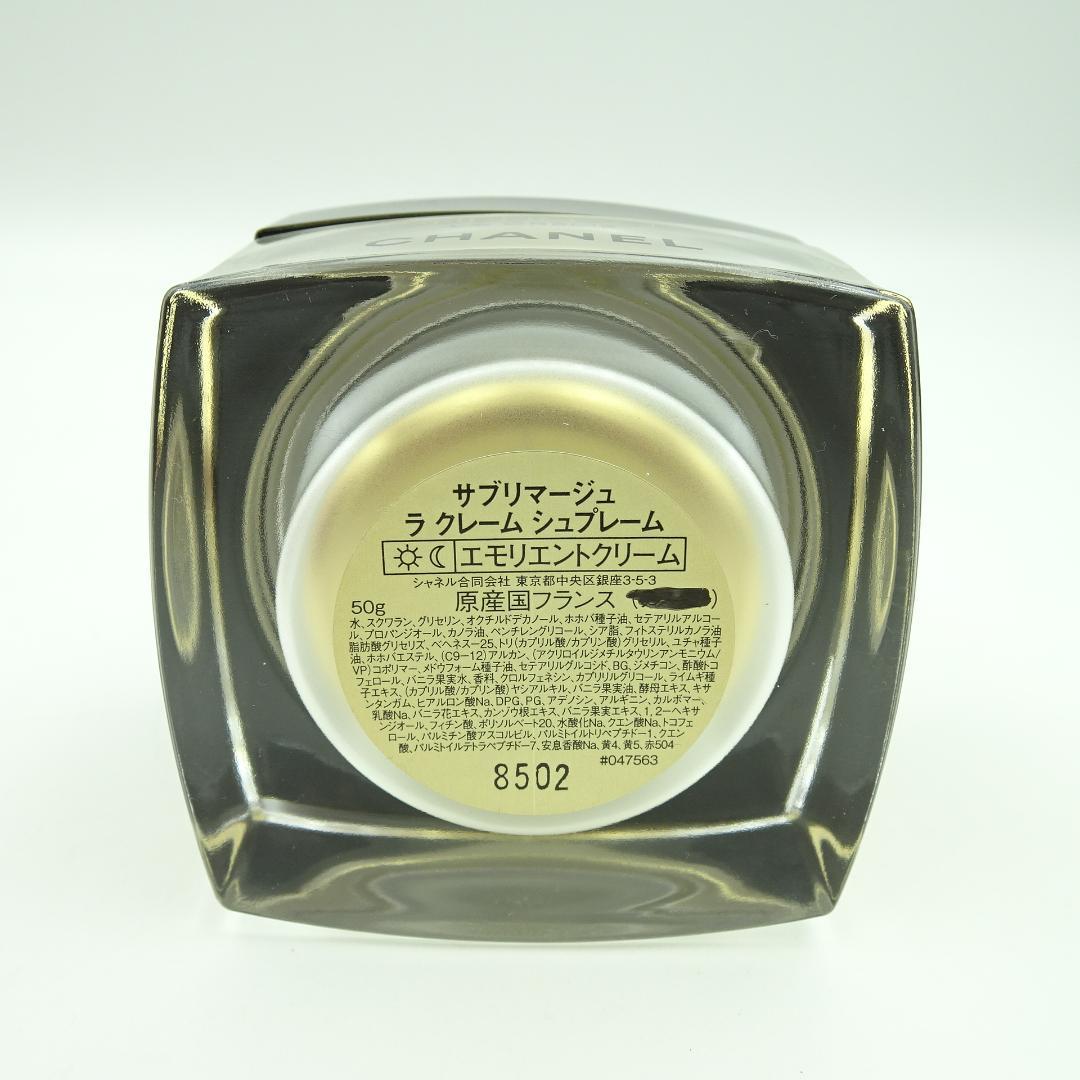 CHANEL
サブリマージュ
ラ クレーム シュプレーム
エモリエントクリーム
シャネル合同会社 東京都中央区銀座3-5-3
50g 原産国フランス
水、スクワラン、グリセリン、オクチルドデカノール、ホホバ種子油、セテアリルアルコー
ル、プロパンジオール、カノラ油、ペンチレングリコール、シア脂、フィトステリルカノラ油
脂肪酸グリセリズ、ベヘネス-25、トリ(カプリル酸/カプリン酸)グリセリル、ユチャ種子
油、ホホバエステル、(C9-12)アルカン、(アクリロイルジメチルタウリンアンモニウム/
VP)コポリマー、メドウフォーム種子油、セテアリルグルコシド、BG、ジメチコン、酢酸トコ
フェロール、バニラ果実水、香料、クロルフェネシン、カプリリルグリコール、ライムギ種
子エキス、(カプリル酸/カプリン酸)ヤシアルキル、バニラ果実油、酵母エキス、キサ
ンタンガム、ヒアルロン酸Na、DPG、PG、アデノシン、アルギニン、カルボマー、
乳酸Na、バニラ花エキス、カンゾウ根エキス、バニラ果実エキス、1,2-ヘキサ
ンジオール、フィチン酸、ポリソルベート20、水酸化Na、クエン酸Na、トコフェ
ロール、パルミチン酸アスコルビル、パルミトイルトリペプチド-1、クエン
酸、パルミトイルテトラペプチド-7、安息香酸Na、黄4、黄5、赤504
#047563
8502